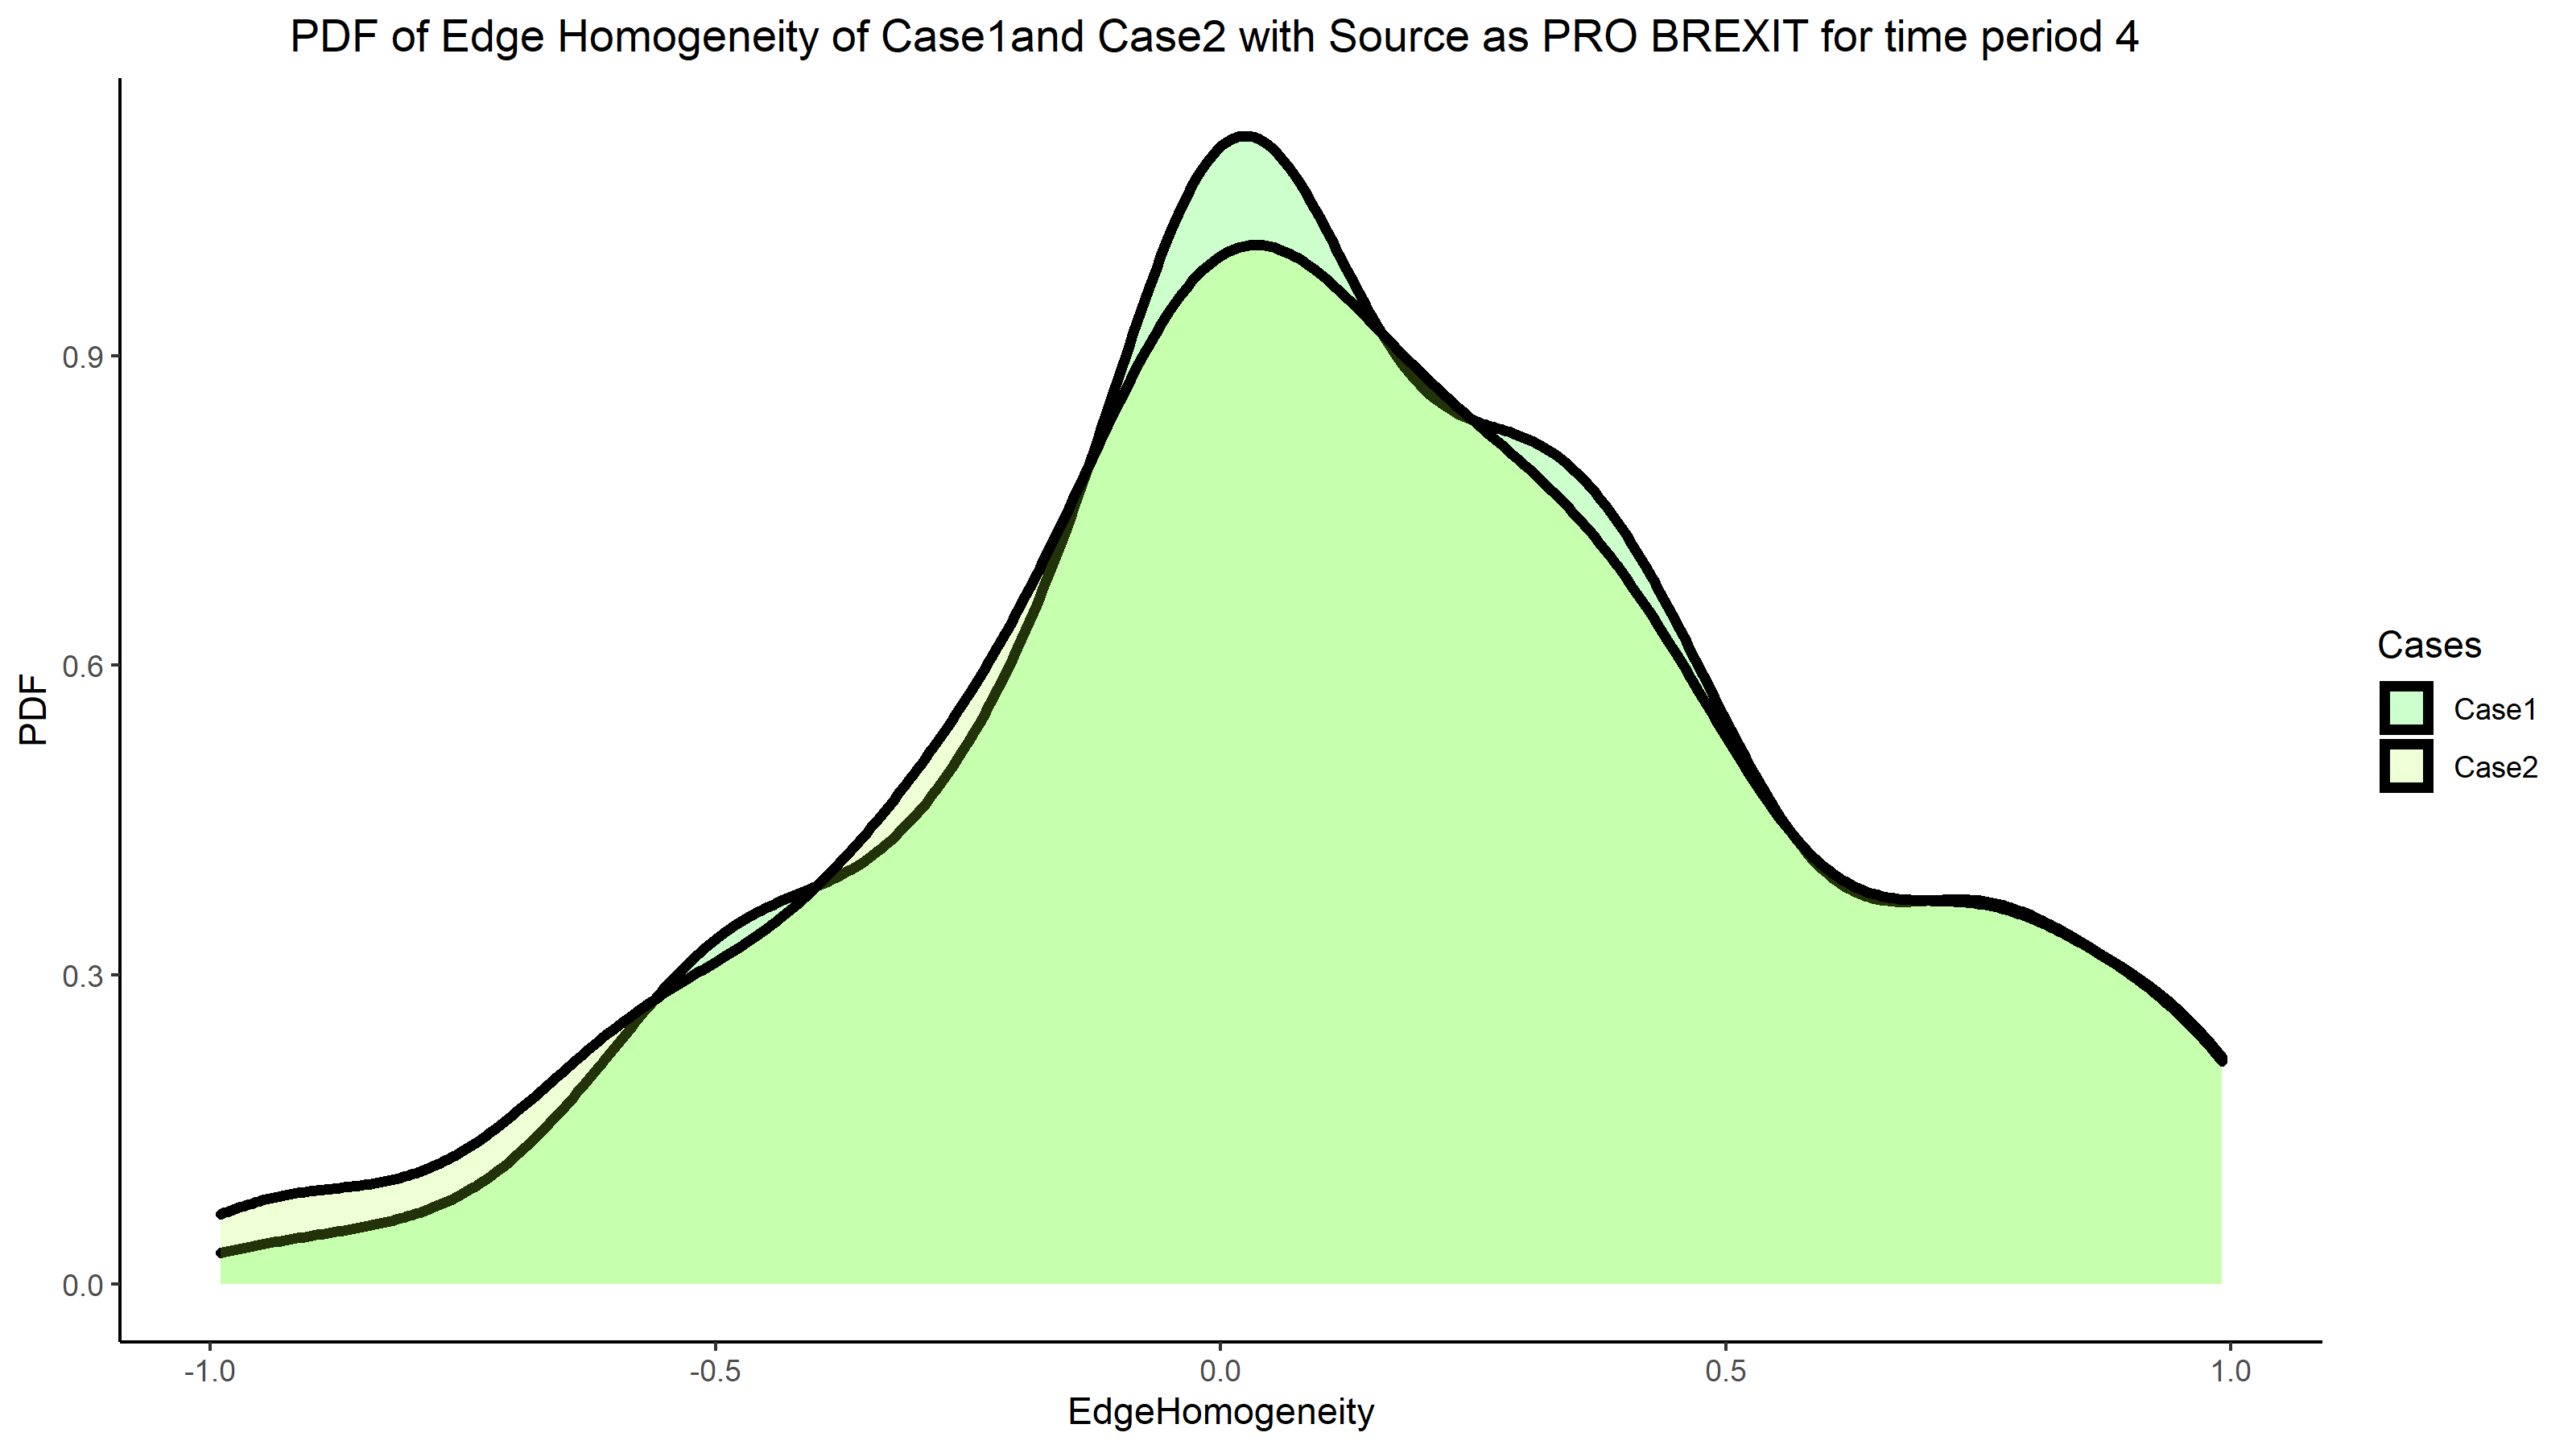 PDF of Edge Homogeneity of Case1and Case2 with Source as PRO BREXIT for time period 4
PDF
0.9
0.6
0.3
0.0
-1.0 -0.5 0.0 0.5 1.0
EdgeHomogeneity
Cases
Case1
Case2